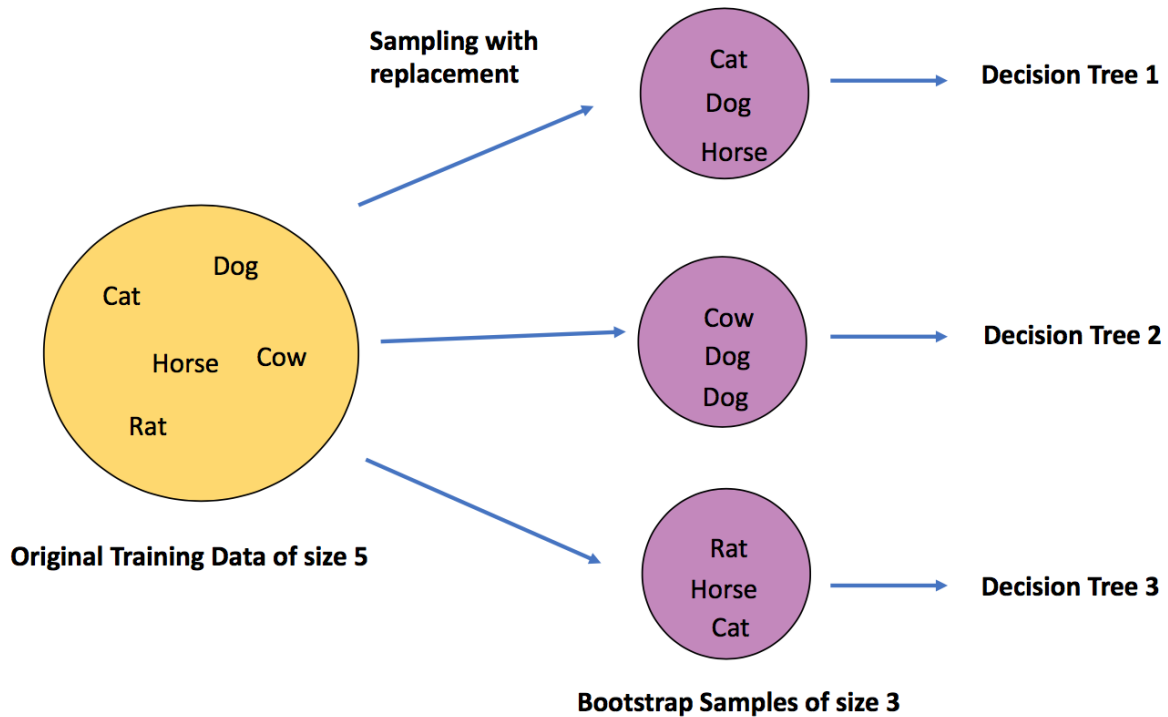 Sampling with
replacement
Cat
Dog
Horse
Decision Tree 1
Dog
Cat
Horse
Cow
Rat
Original Training Data of size 5
Cow
Dog
Dog
Decision Tree 2
Rat
Horse
Cat
Decision Tree 3
Bootstrap Samples of size 3